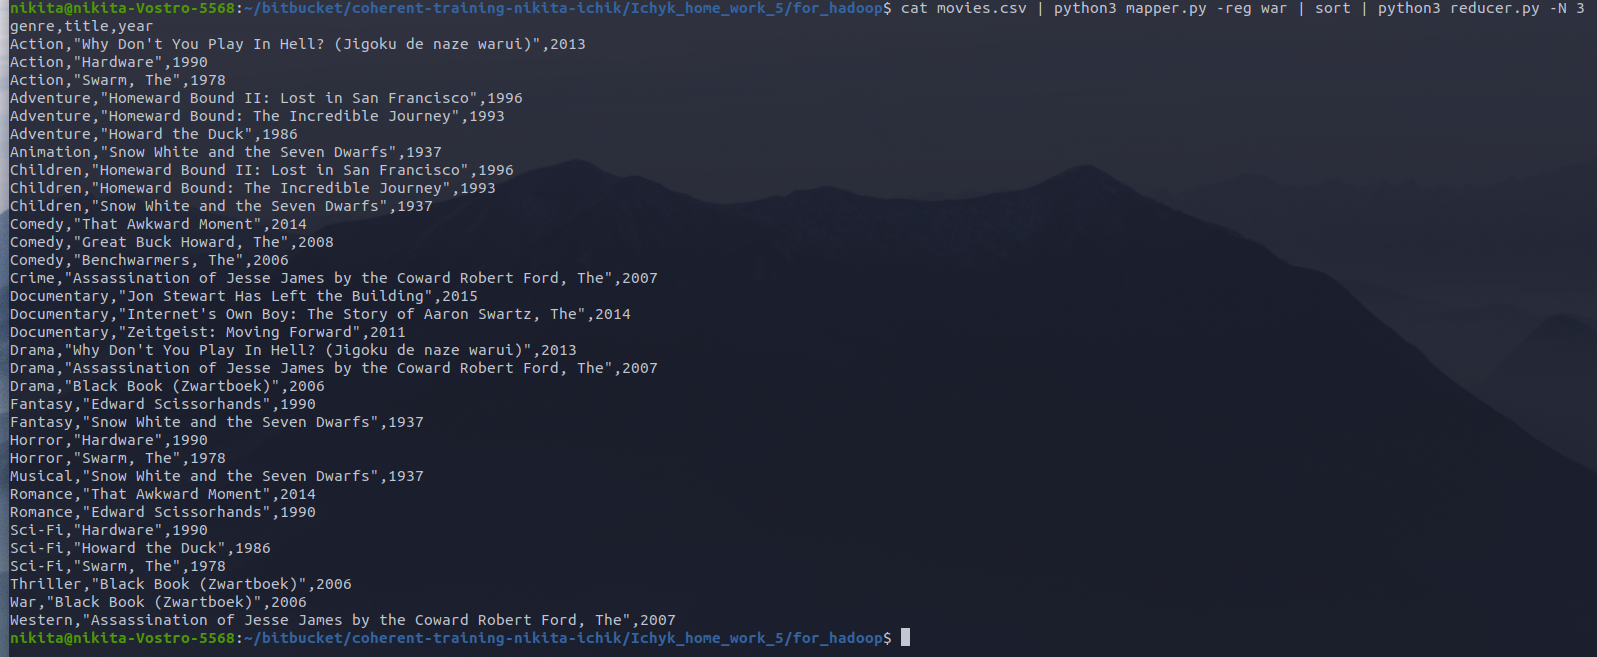 nikita@nikita-Vostro-5568:~/bitbucket/coherent-training-nikita-ichik/Ichyk_home_work_5/for_hadoop$ cat movies.csv | python3 mapper.py -reg war | sort | python3 reducer.py -N 3
genre,title,year
Action,"Why Don't You Play In Hell? (Jigoku de naze warui)",2013
Action,"Hardware",1990
Action,"Swarm, The",1978
Adventure,"Homeward Bound II: Lost in San Francisco",1996
Adventure,"Homeward Bound: The Incredible Journey",1993
Adventure,"Howard the Duck",1986
Animation,"Snow White and the Seven Dwarfs",1937
Children,"Homeward Bound II: Lost in San Francisco",1996
Children,"Homeward Bound: The Incredible Journey",1993
Children,"Snow White and the Seven Dwarfs",1937
Comedy,"That Awkward Moment",2014
Comedy,"Great Buck Howard, The",2008
Comedy,"Benchwarmers, The",2006
Crime,"Assassination of Jesse James by the Coward Robert Ford, The",2007
Documentary,"Jon Stewart Has Left the Building",2015
Documentary,"Internet's Own Boy: The Story of Aaron Swartz, The",2014
Documentary,"Zeitgeist: Moving Forward",2011
Drama,"Why Don't You Play In Hell? (Jigoku de naze warui)",2013
Drama,"Assassination of Jesse James by the Coward Robert Ford, The",2007
Drama,"Black Book (Zwartboek)",2006
Fantasy,"Edward Scissorhands",1990
Fantasy,"Snow White and the Seven Dwarfs",1937
Horror,"Hardware",1990
Horror,"Swarm, The",1978
Musical,"Snow White and the Seven Dwarfs",1937
Romance,"That Awkward Moment",2014
Romance,"Edward Scissorhands",1990
Sci-Fi,"Hardware",1990
Sci-Fi,"Howard the Duck",1986
Sci-Fi,"Swarm, The",1978
Thriller,"Black Book (Zwartboek)",2006
War,"Black Book (Zwartboek)",2006
Western,"Assassination of Jesse James by the Coward Robert Ford, The",2007
nikita@nikita-Vostro-5568:~/bitbucket/coherent-training-nikita-ichik/Ichyk_home_work_5/for_hadoop$